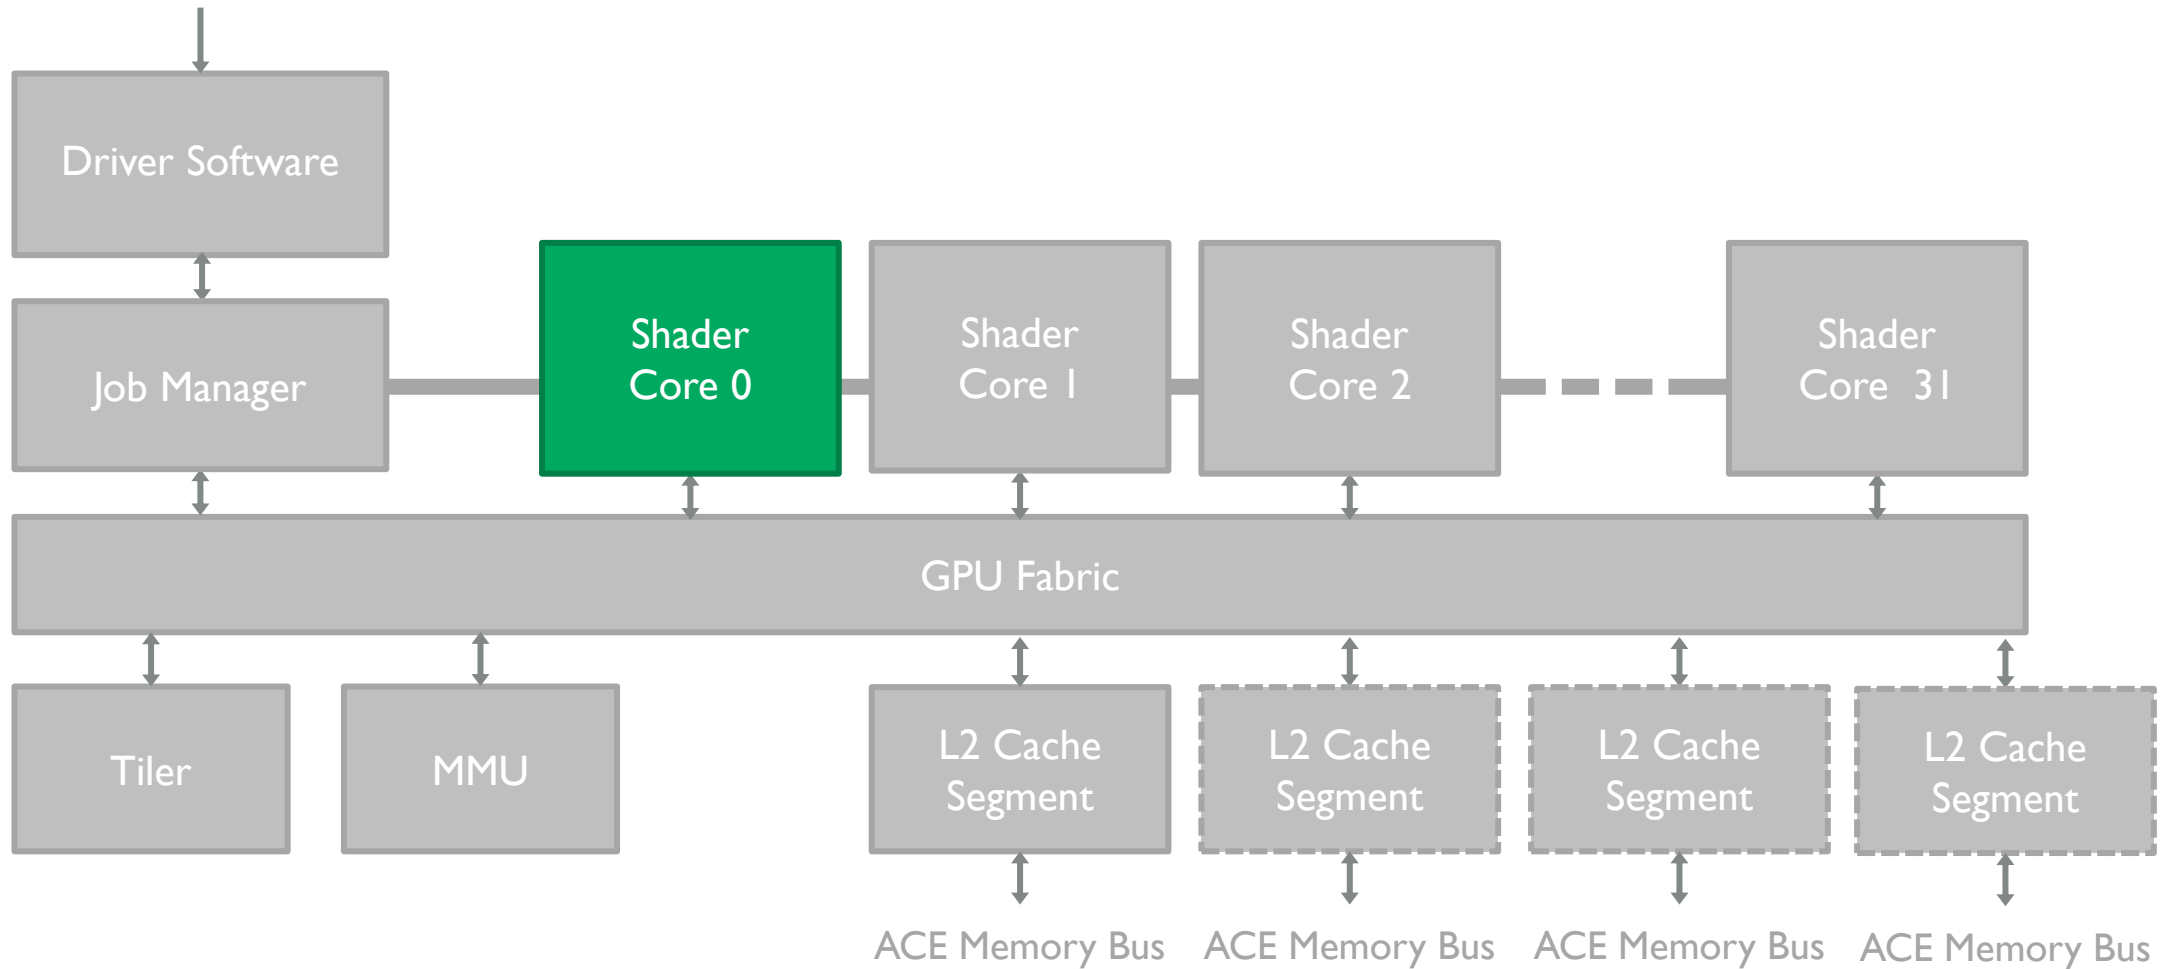 Driver Software
Job Manager
Shader
Core 0
Shader
Core 1
Shader
Core 2
Shader
Core 31
GPU Fabric
Tiler
MMU
L2 Cache
Segment
L2 Cache
Segment
L2 Cache
Segment
L2 Cache
Segment
ACE Memory Bus
ACE Memory Bus
ACE Memory Bus
ACE Memory Bus